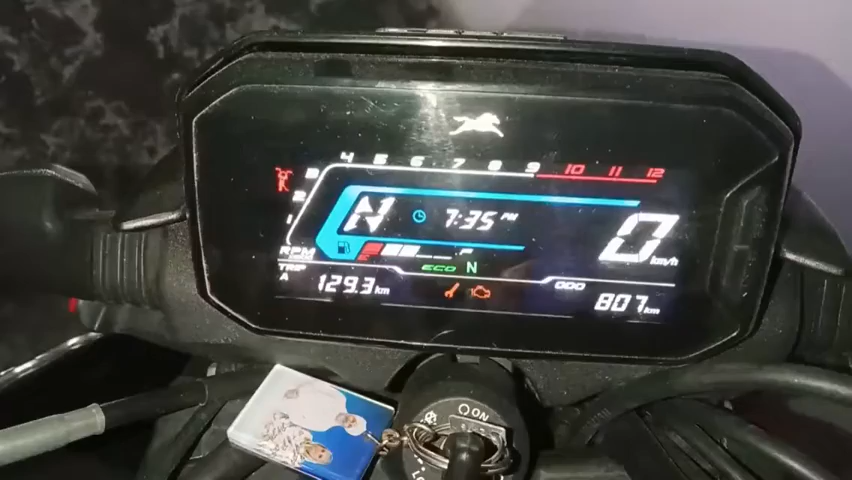 4 5 6 7 8 9 10 11 12
3
2
1
N
7:35 PM
0 km/h
RPM
F
ECO N
TRIP A 129.3 km
ODO 807 km
ON